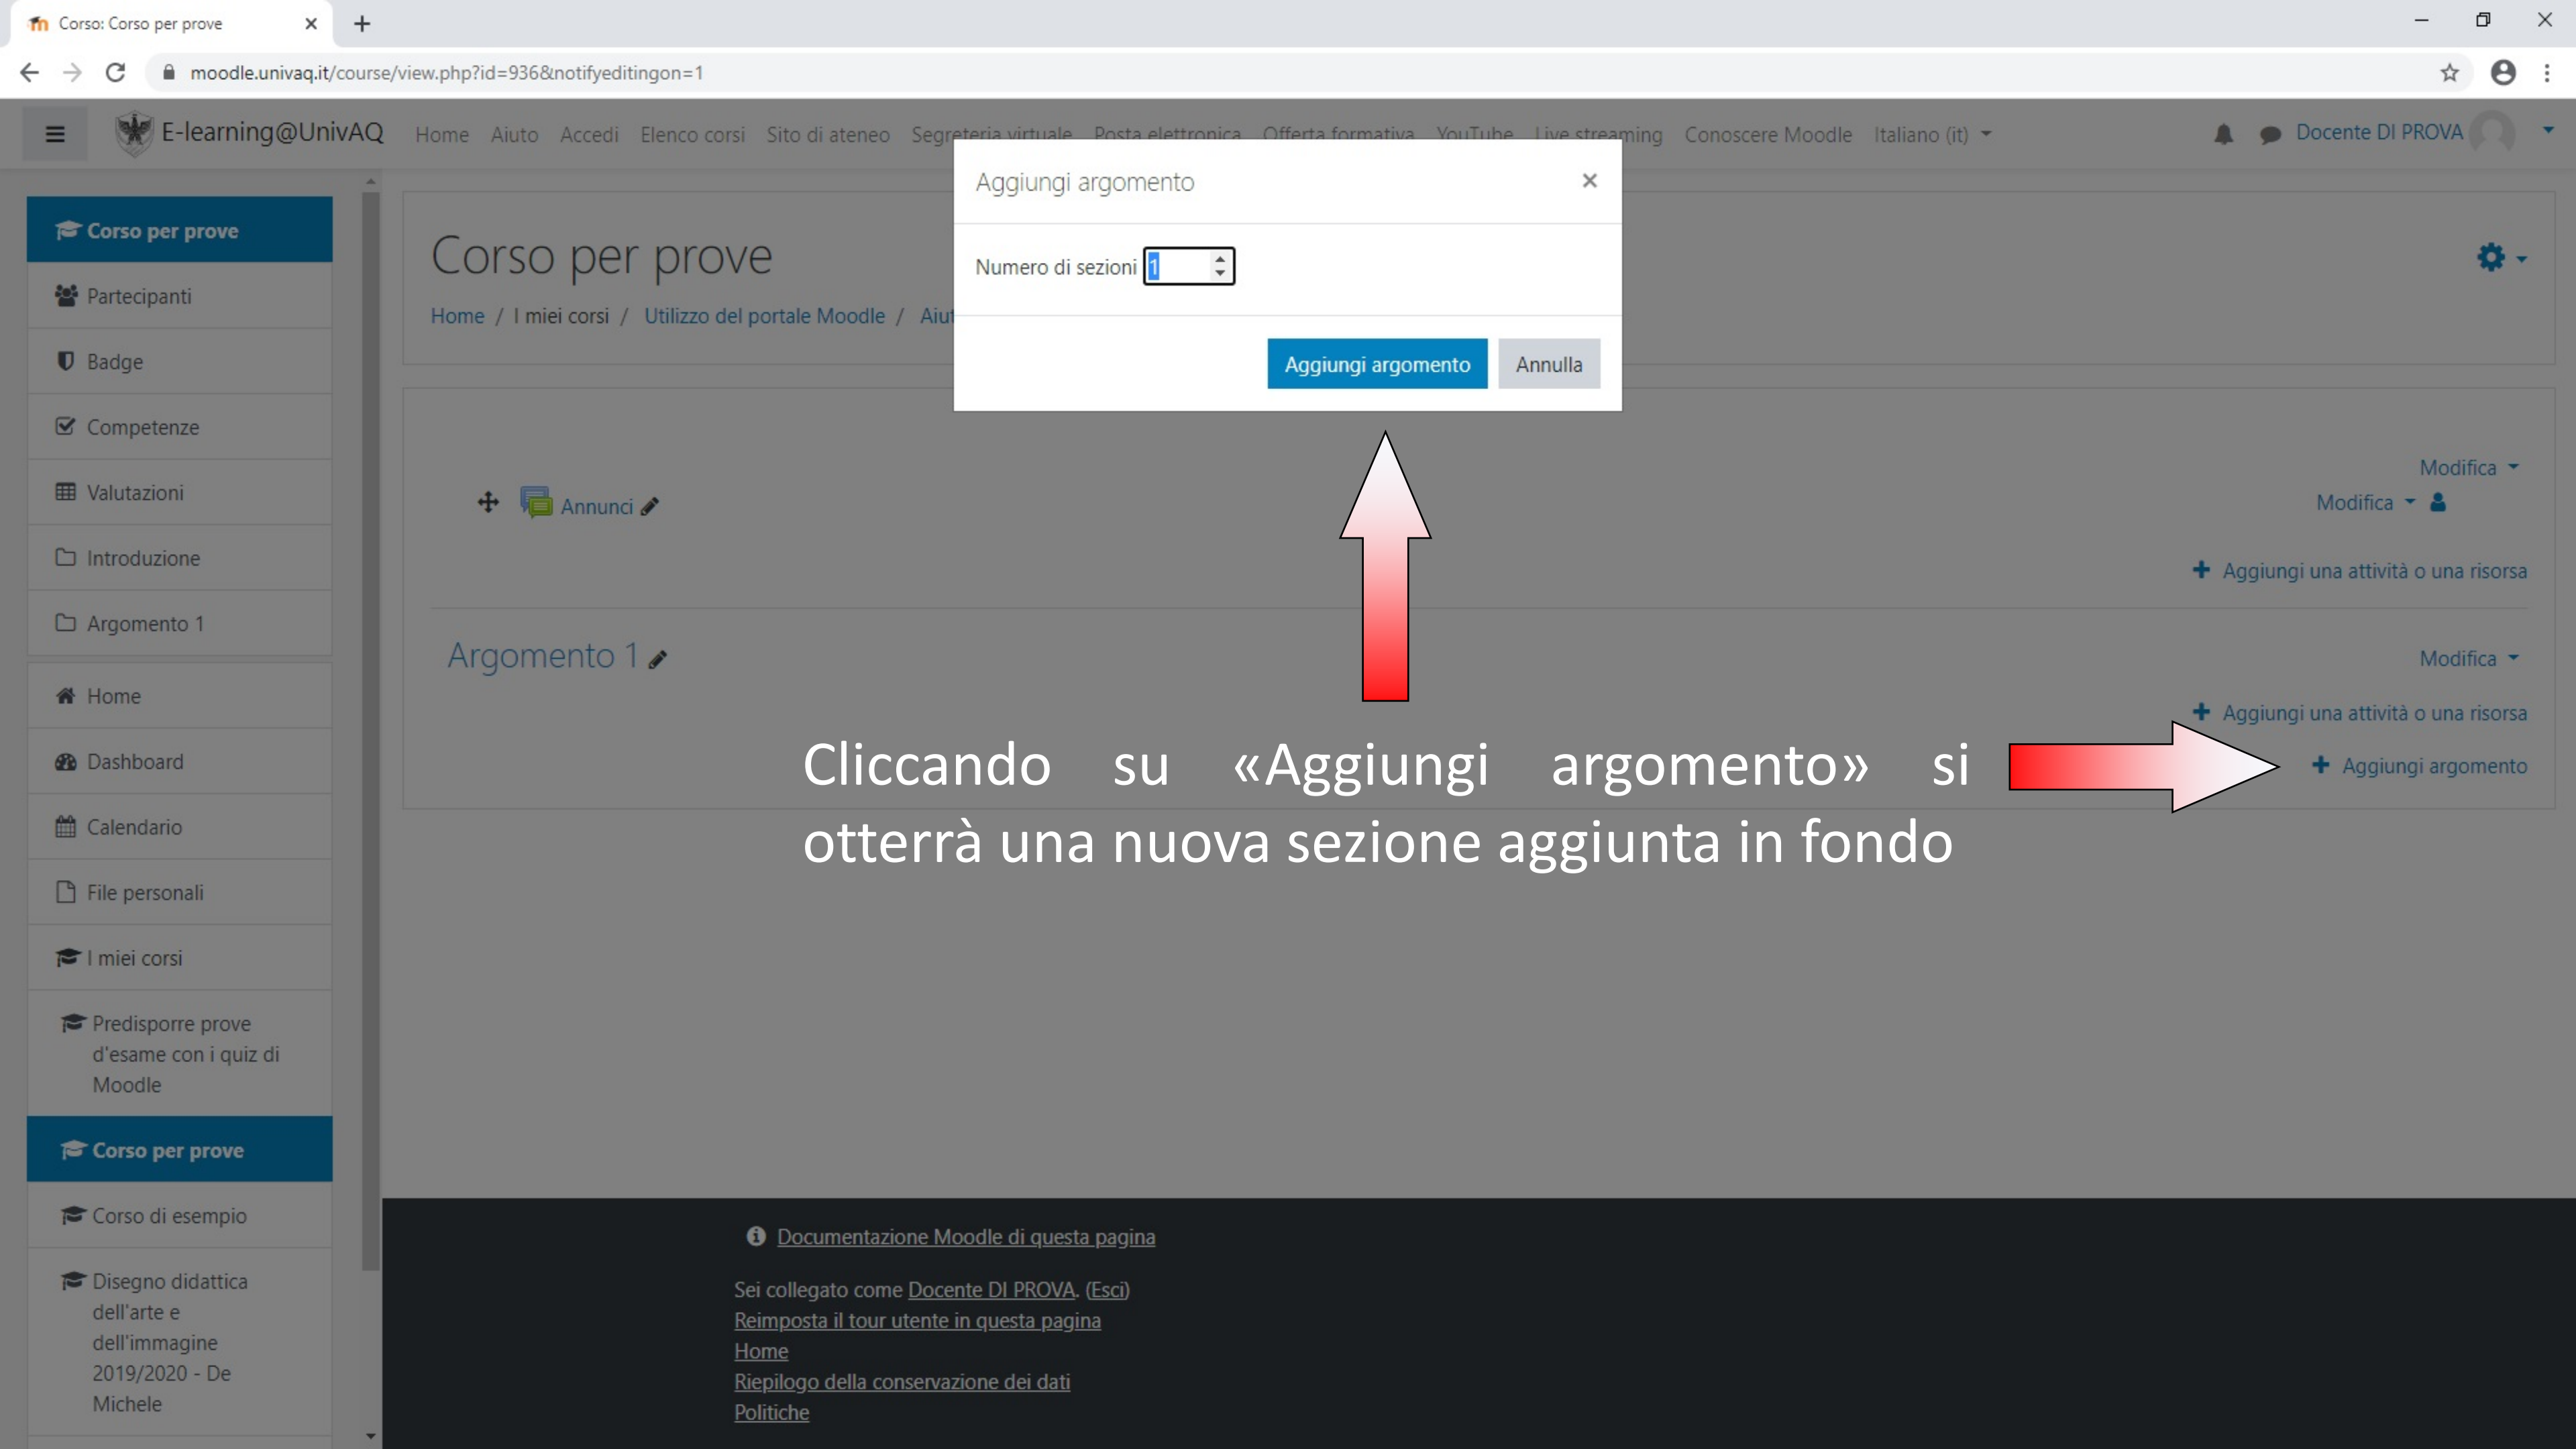 Corso: Corso per prove
moodle.univaq.it/course/view.php?id=936&notifyeditingon=1
E-learning@UnivAQ Home Aiuto Accedi Elenco corsi Sito di ateneo Segreteria virtuale Posta elettronica Offerta formativa YouTube Live streaming Conoscere Moodle Italiano (it) Docente DI PROVA
Aggiungi argomento
Numero di sezioni 1
Aggiungi argomento Annulla
Corso per prove
Partecipanti
Badge
Competenze
Valutazioni
Introduzione
Argomento 1
Home
Dashboard
Calendario
File personali
I miei corsi
Predisporre prove
d'esame con i quiz di
Moodle
Corso per prove
Corso di esempio
Disegno didattica
dell'arte e
dell'immagine
2019/2020 - De
Michele
Corso per prove
Home / I miei corsi / Utilizzo del portale Moodle /
Modifica
Annunci Modifica
Aggiungi una attività o una risorsa
Argomento 1 Modifica
Aggiungi una attività o una risorsa
Aggiungi argomento
Cliccando su «Aggiungi argomento» si
otterrà una nuova sezione aggiunta in fondo
Documentazione Moodle di questa pagina
Sei collegato come Docente DI PROVA. (Esci)
Reimposta il tour utente in questa pagina
Home
Riepilogo della conservazione dei dati
Politiche